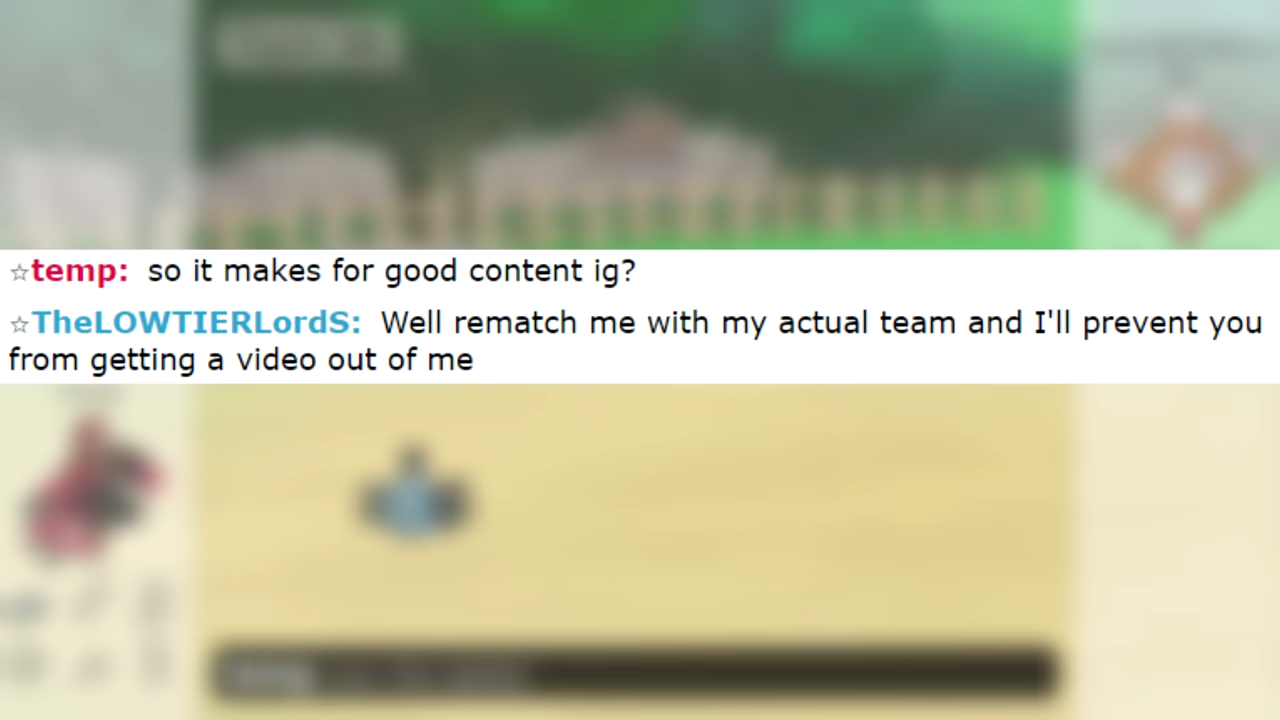 ☆temp: so it makes for good content ig?
☆TheLOWTIERLordS: Well rematch me with my actual team and I'll prevent you
from getting a video out of me